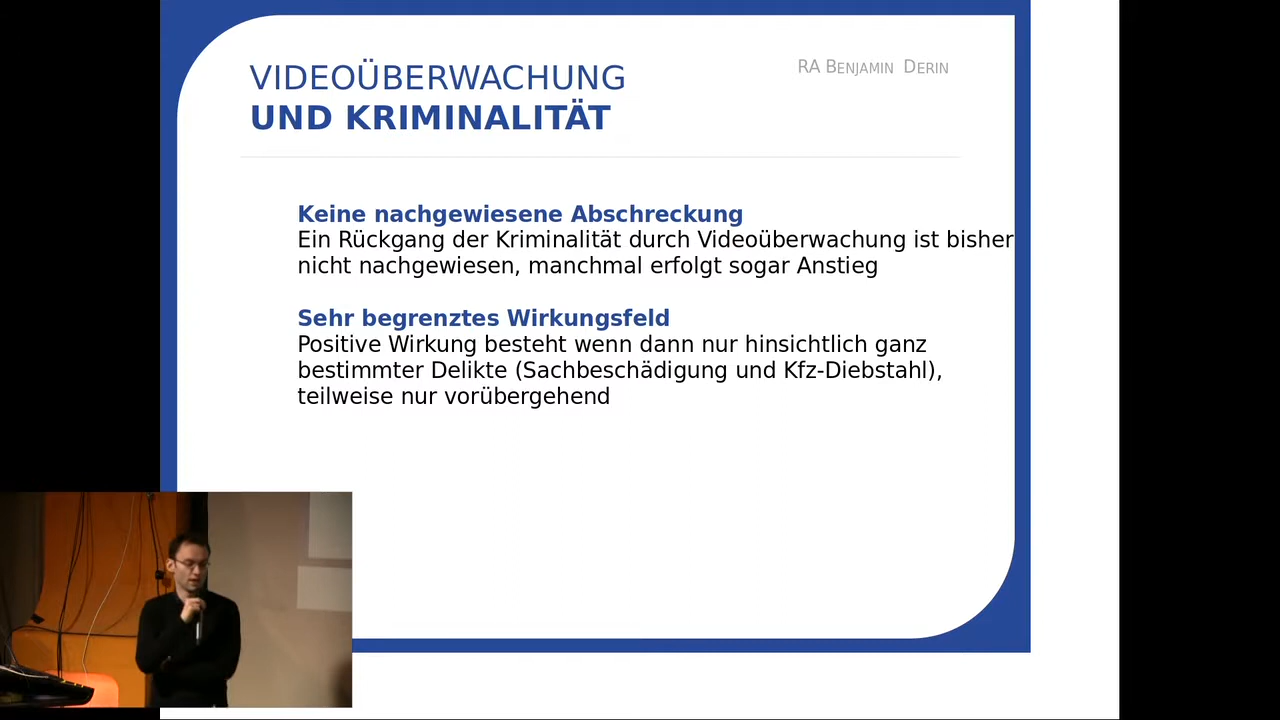 VIDEOÜBERWACHUNG
UND KRIMINALITÄT
RA BENJAMIN DERIN
Keine nachgewiesene Abschreckung
Ein Rückgang der Kriminalität durch Videoüberwachung ist bisher
nicht nachgewiesen, manchmal erfolgt sogar Anstieg
Sehr begrenztes Wirkungsfeld
Positive Wirkung besteht wenn dann nur hinsichtlich ganz
bestimmter Delikte (Sachbeschädigung und Kfz-Diebstahl),
teilweise nur vorübergehend